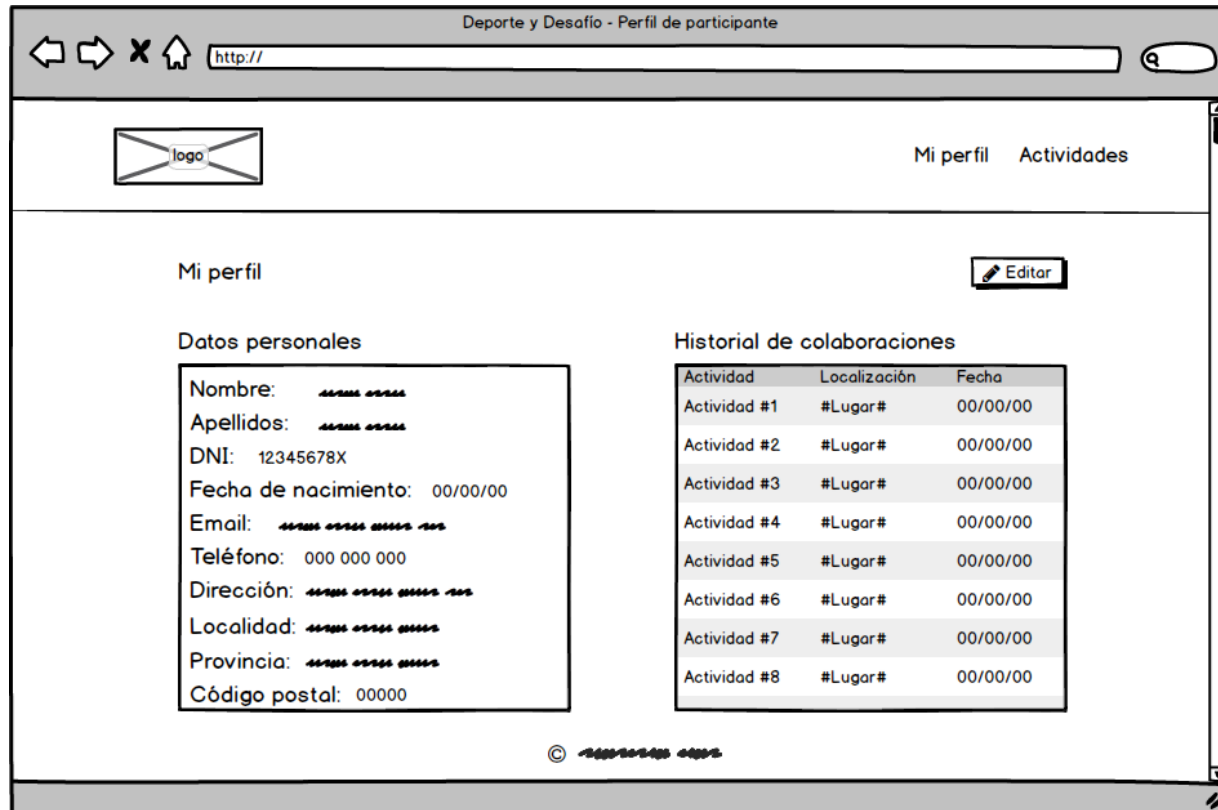 Deporte y Desafío - Perfil de participante
http://
logo
Mi perfil Actividades
Mi perfil
Editar
Datos personales
Nombre:
Apellidos:
DNI: 12345678X
Fecha de nacimiento: 00/00/00
Email:
Teléfono: 000 000 000
Dirección:
Localidad:
Provincia:
Código postal: 00000
Historial de colaboraciones
Actividad Localización Fecha
Actividad #1 #Lugar# 00/00/00
Actividad #2 #Lugar# 00/00/00
Actividad #3 #Lugar# 00/00/00
Actividad #4 #Lugar# 00/00/00
Actividad #5 #Lugar# 00/00/00
Actividad #6 #Lugar# 00/00/00
Actividad #7 #Lugar# 00/00/00
Actividad #8 #Lugar# 00/00/00
©